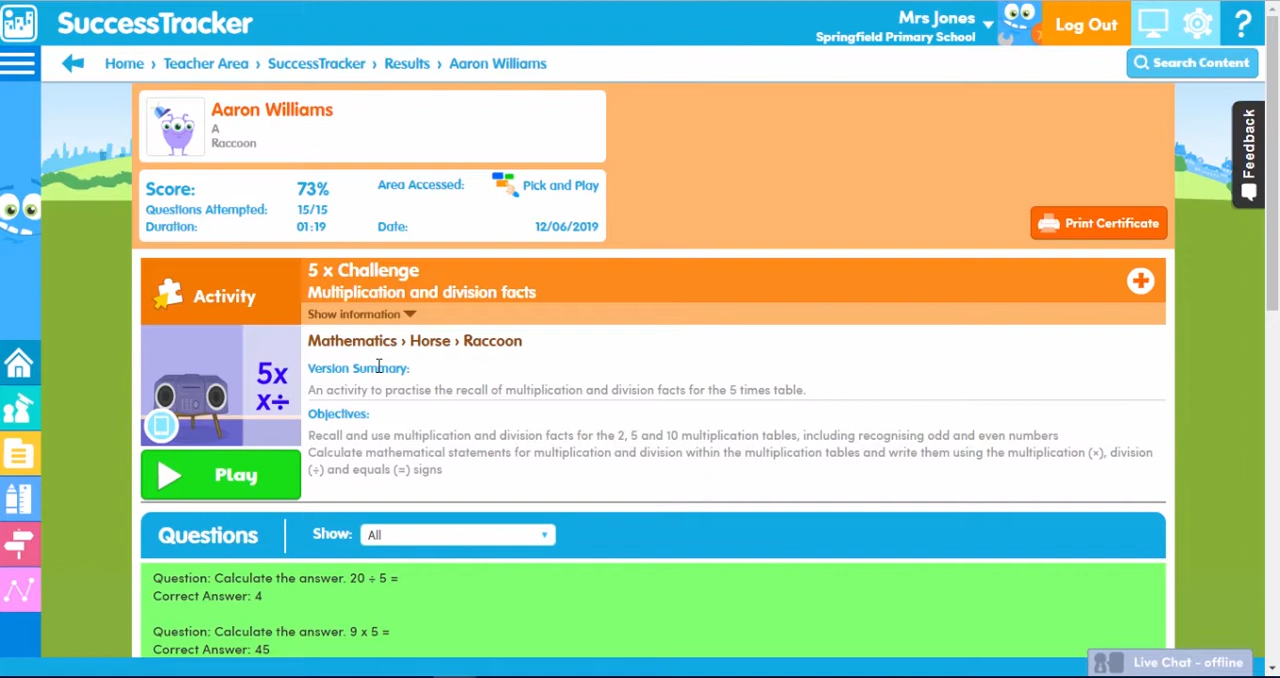 SuccessTracker
Mrs Jones
Springfield Primary School
Log Out
?
Home › Teacher Area › SuccessTracker › Results › Aaron Williams
Search Content
Aaron Williams
A
Raccoon
Feedback
Score: 73%
Area Accessed: Pick and Play
Questions Attempted: 15/15
Duration: 01:19
Date: 12/06/2019
Print Certificate
Activity
5 x Challenge
Multiplication and division facts
Show information
Mathematics › Horse › Raccoon
5x
x÷
Version Summary:
An activity to practise the recall of multiplication and division facts for the 5 times table.
Objectives:
Recall and use multiplication and division facts for the 2, 5 and 10 multiplication tables, including recognising odd and even numbers
Calculate mathematical statements for multiplication and division within the multiplication tables and write them using the multiplication (×), division
(÷) and equals (=) signs
Play
Questions
Show: All
Question: Calculate the answer. 20 ÷ 5 =
Correct Answer: 4
Question: Calculate the answer. 9 x 5 =
Correct Answer: 45
Live Chat - offline